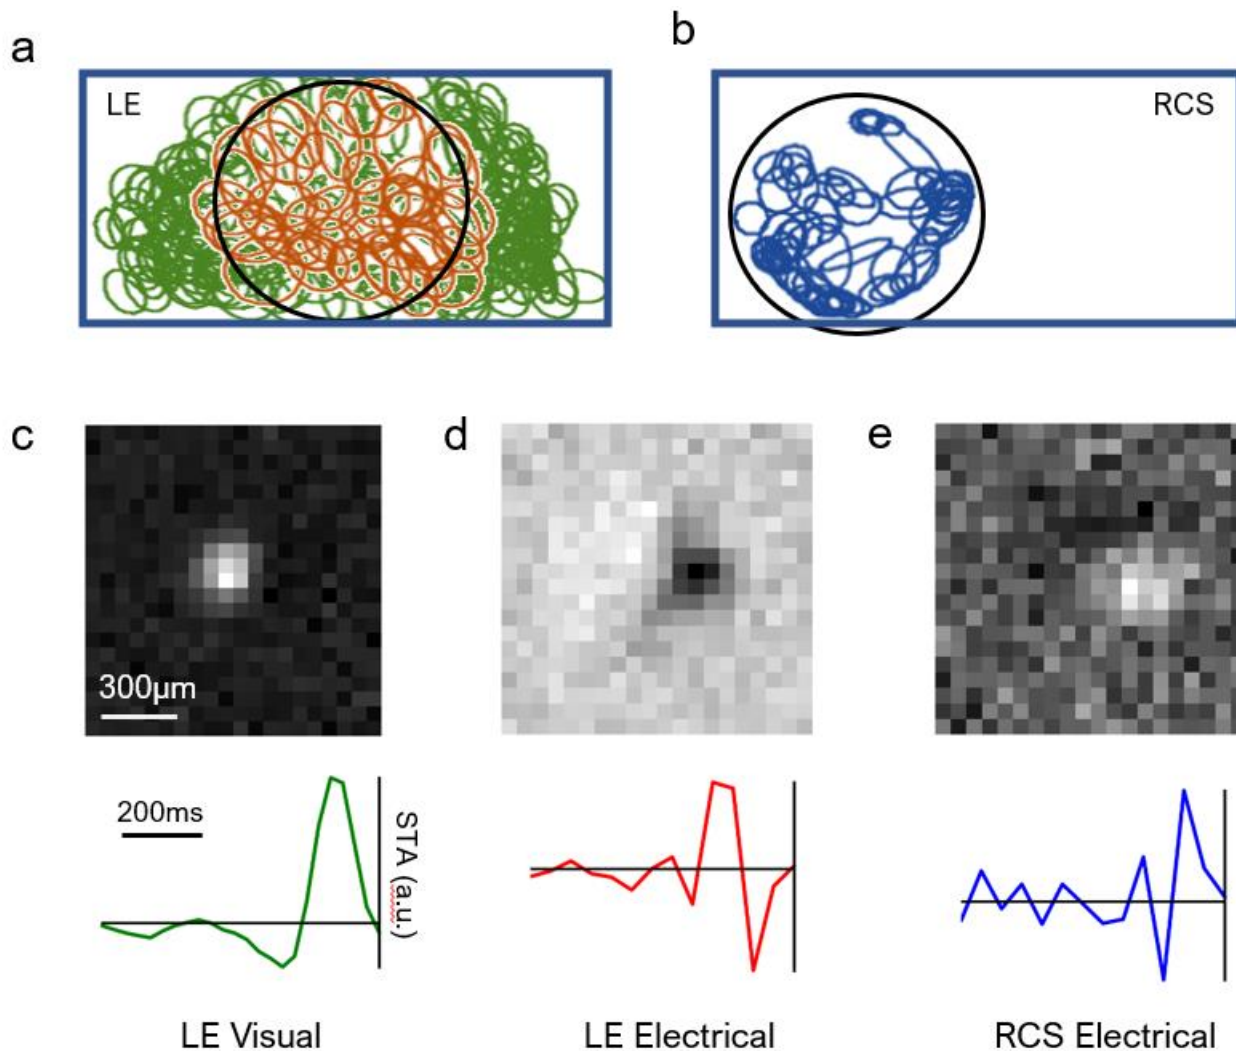 a
b
LE
RCS
c
d
e
300µm
200ms
STA (a.u.)
LE Visual
LE Electrical
RCS Electrical